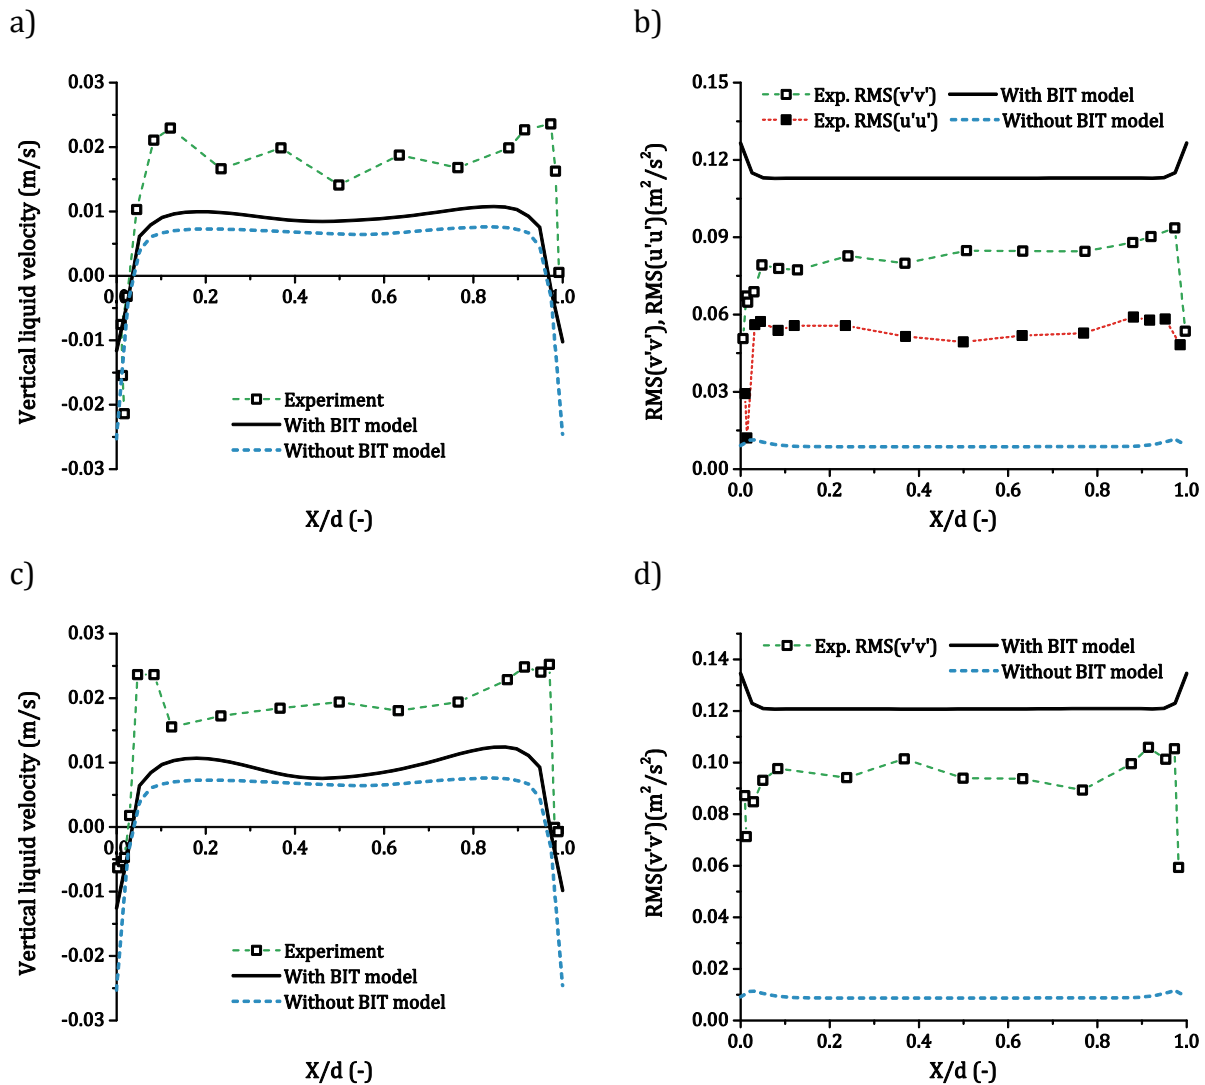 a)
0.03
0.02
0.01
0.00
-0.01
-0.02
-0.03
0.0 0.2 0.4 0.6 0.8 1.0
Vertical liquid velocity (m/s)
X/d (-)
Experiment
With BIT model
Without BIT model
b)
0.15
0.12
0.09
0.06
0.03
0.00
0.0 0.2 0.4 0.6 0.8 1.0
RMS(v'v'), RMS(u'u')(m²/s²)
X/d (-)
Exp. RMS(v'v') With BIT model
Exp. RMS(u'u') Without BIT model
c)
0.03
0.02
0.01
0.00
-0.01
-0.02
-0.03
0.0 0.2 0.4 0.6 0.8 1.0
Vertical liquid velocity (m/s)
X/d (-)
Experiment
With BIT model
Without BIT model
d)
0.14
0.12
0.10
0.08
0.06
0.04
0.02
0.00
0.0 0.2 0.4 0.6 0.8 1.0
RMS(v'v')(m²/s²)
X/d (-)
Exp. RMS(v'v') With BIT model
Without BIT model